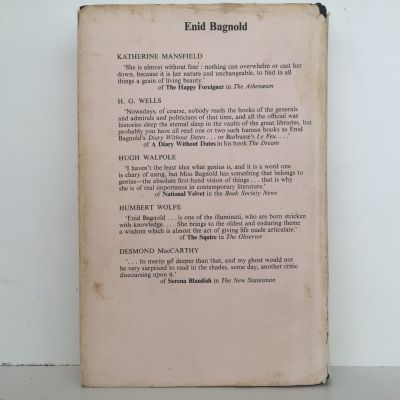 Enid Bagnold
KATHERINE MANSFIELD
'She is almost without fear : nothing can overwhelm or cast her
down, because it is her nature and unchangeable, to find in all
things a grain of living beauty.'
of The Happy Foreigner in The Athenaum
H. G. WELLS
'Nowadays, of course, nobody reads the books of the generals
and admirals and politicians of that time, and all the official war
histories sleep the eternal sleep in the vaults of the great libraries, but
probably you have all read one or two such human books as Enid
Bagnold's Diary Without Dates . . . or Barbusse's Le Feu. . . .'
of A Diary Without Dates in his book The Dream
HUGH WALPOLE
'I haven't the least idea what genius is, and it is a word one
is chary of using, but Miss Bagnold has something that belongs to
genius—the absolute first-hand vision of things . . . that is why
she is of real importance in contemporary literature.'
of National Velvet in the Book Society News
HUMBERT WOLFE
'Enid Bagnold . . . is one of the illuminati, who are born stricken
with knowledge. . . . She brings to the oldest and enduring theme
a wisdom which is almost the act of giving life made articulate.'
of The Squire in The Observer
DESMOND MacCARTHY
'. . . its merits go deeper than that, and my ghost would not
be very surprised to read in the shades, some day, another critic
discoursing upon it.'
of Serena Blandish in The New Statesman